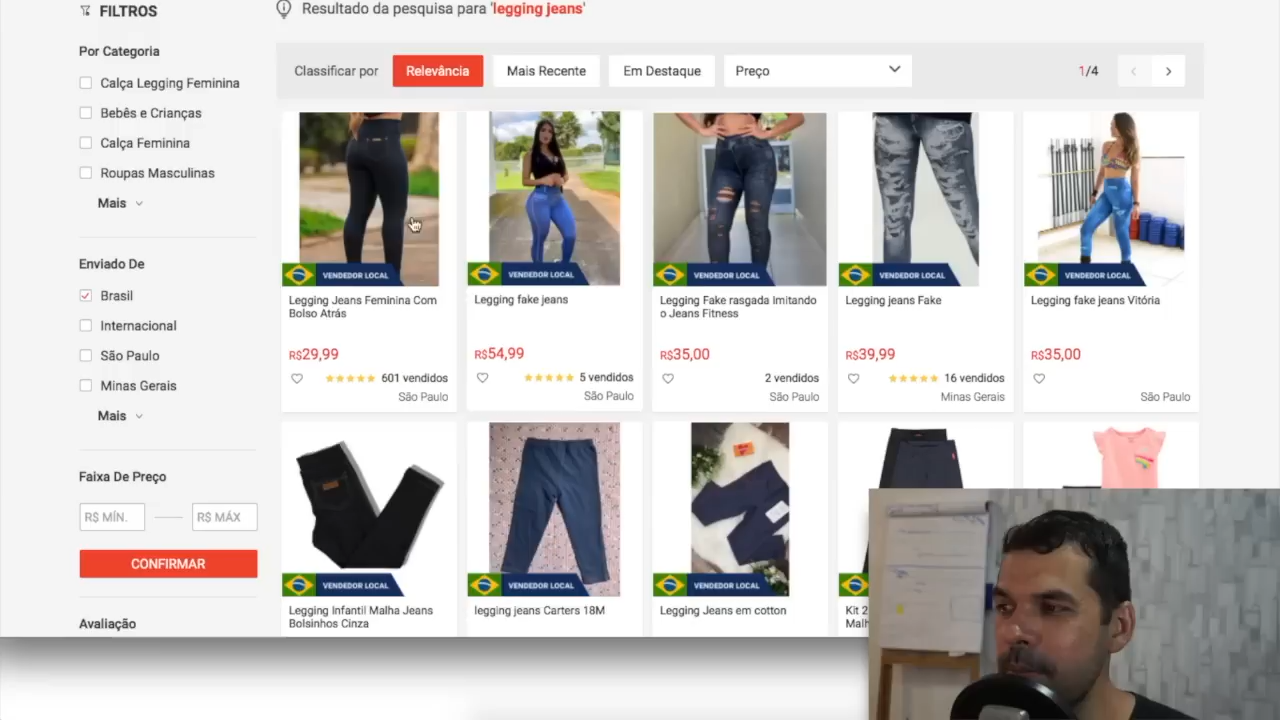 FILTROS
Resultado da pesquisa para 'legging jeans'
Por Categoria
Calça Legging Feminina
Bebês e Crianças
Calça Feminina
Roupas Masculinas
Mais
Enviado De
Brasil
Internacional
São Paulo
Minas Gerais
Mais
Faixa De Preço
R$ MÍN.
R$ MÁX
CONFIRMAR
Avaliação
Classificar por
Relevância
Mais Recente
Em Destaque
Preço
1/4
VENDEDOR LOCAL
Legging Jeans Feminina Com
Bolso Atrás
R$29,99
601 vendidos
São Paulo
VENDEDOR LOCAL
Legging fake jeans
R$54,99
5 vendidos
São Paulo
VENDEDOR LOCAL
Legging Fake rasgada Imitando
o Jeans Fitness
R$35,00
2 vendidos
São Paulo
VENDEDOR LOCAL
Legging jeans Fake
R$39,99
16 vendidos
Minas Gerais
VENDEDOR LOCAL
Legging fake jeans Vitória
R$35,00
São Paulo
VENDEDOR LOCAL
Legging Infantil Malha Jeans
Bolsinhos Cinza
VENDEDOR LOCAL
legging jeans Carters 18M
VENDEDOR LOCAL
Legging Jeans em cotton
Kit 2
Malh